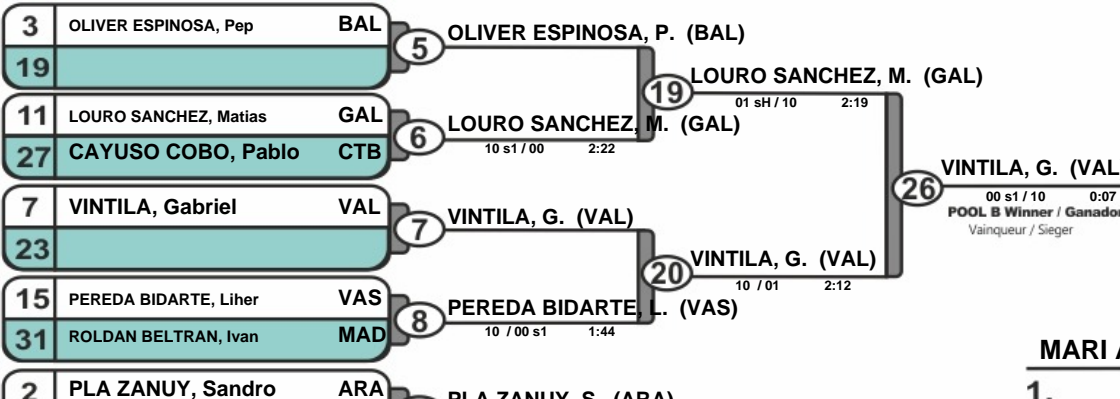 3 OLIVER ESPINOSA, Pep BAL
19
5 OLIVER ESPINOSA, P. (BAL)
11 LOURO SANCHEZ, Matias GAL
27 CAYUSO COBO, Pablo CTB
6 LOURO SANCHEZ, M. (GAL)
10 s1 / 00 2:22
19 LOURO SANCHEZ, M. (GAL)
01 sH / 10 2:19
7 VINTILA, Gabriel VAL
23
7 VINTILA, G. (VAL)
15 PEREDA BIDARTE, Liher VAS
31 ROLDAN BELTRAN, Ivan MAD
8 PEREDA BIDARTE, L. (VAS)
10 / 00 s1 1:44
20 VINTILA, G. (VAL)
10 / 01 2:12
26 VINTILA, G. (VAL
00 s1 / 10 0:07
POOL B Winner / Ganador
Vainqueur / Sieger
2 PLA ZANUY, Sandro ARA
PLA ZANUY, S. (ARA)
MARI
1.